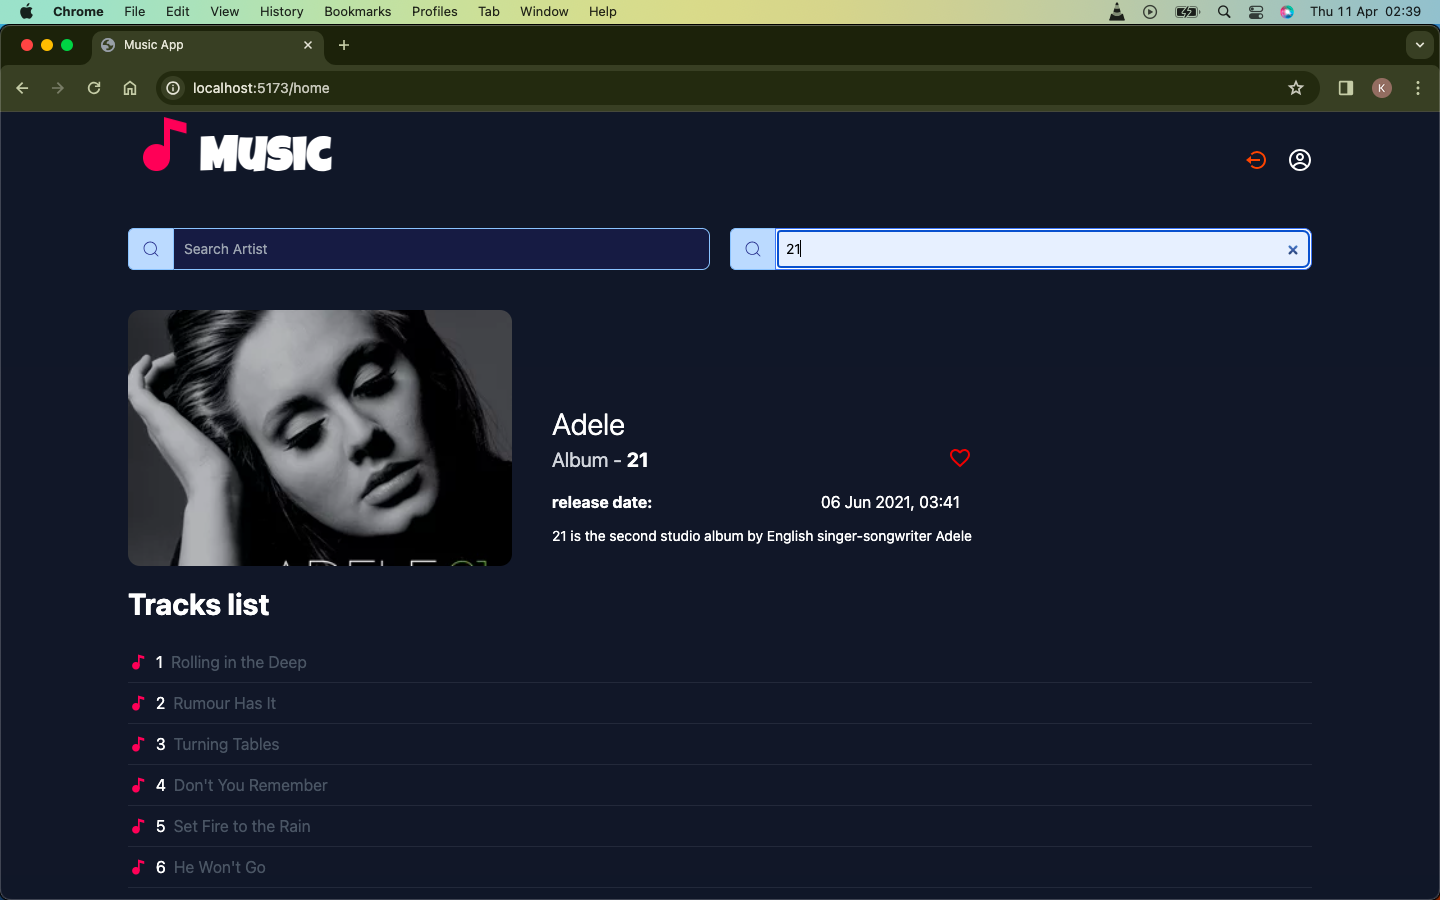 Chrome File Edit View History Bookmarks Profiles Tab Window Help Thu 11 Apr 02:39
Music App
localhost:5173/home K
MUSIC
Search Artist 21
Adele
Album - 21
release date: 06 Jun 2021, 03:41
21 is the second studio album by English singer-songwriter Adele
ADELE 21
Tracks list
1 Rolling in the Deep
2 Rumour Has It
3 Turning Tables
4 Don't You Remember
5 Set Fire to the Rain
6 He Won't Go